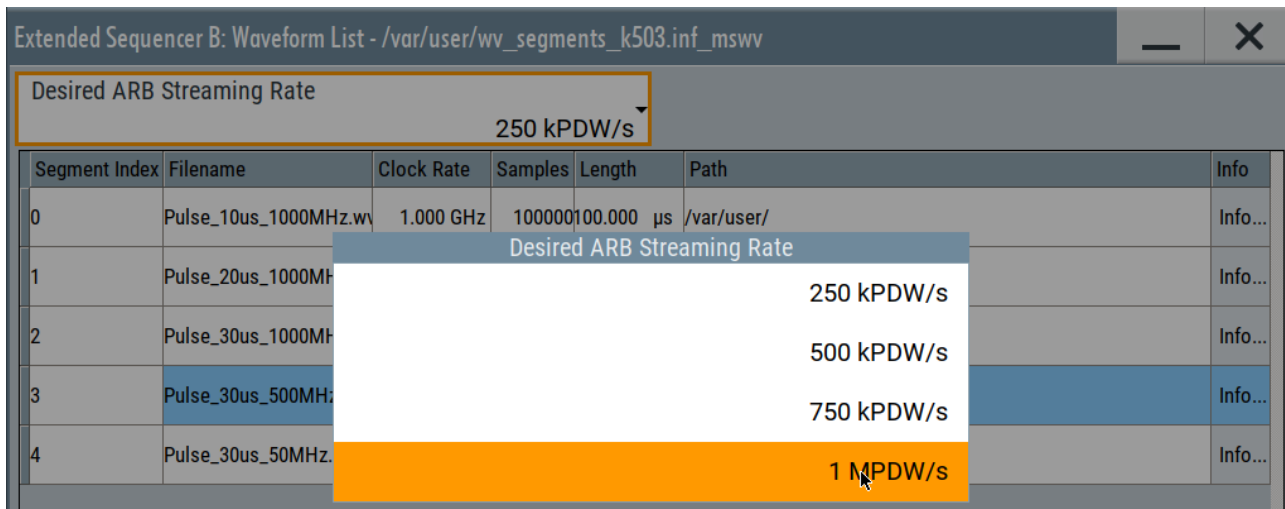 Extended Sequencer B: Waveform List - /var/user/wv_segments_k503.inf_mswv
Desired ARB Streaming Rate
250 kPDW/s
Segment Index Filename Clock Rate Samples Length Path Info
0 Pulse_10us_1000MHz.wv 1.000 GHz 100000 100.000 µs /var/user/ Info...
Desired ARB Streaming Rate
1 Pulse_20us_1000MH Info...
250 kPDW/s
2 Pulse_30us_1000MH Info...
500 kPDW/s
3 Pulse_30us_500MHz Info...
750 kPDW/s
4 Pulse_30us_50MHz. Info...
1 MPDW/s